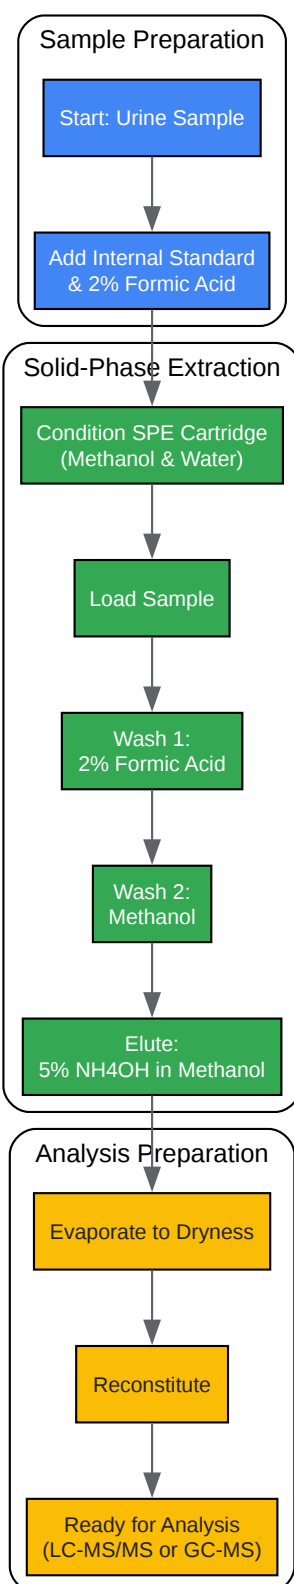 Sample Preparation
Start: Urine Sample
Add Internal Standard
& 2% Formic Acid
Solid-Phase Extraction
Condition SPE Cartridge
(Methanol & Water)
Load Sample
Wash 1:
2% Formic Acid
Wash 2:
Methanol
Elute:
5% NH4OH in Methanol
Analysis Preparation
Evaporate to Dryness
Reconstitute
Ready for Analysis
(LC-MS/MS or GC-MS)